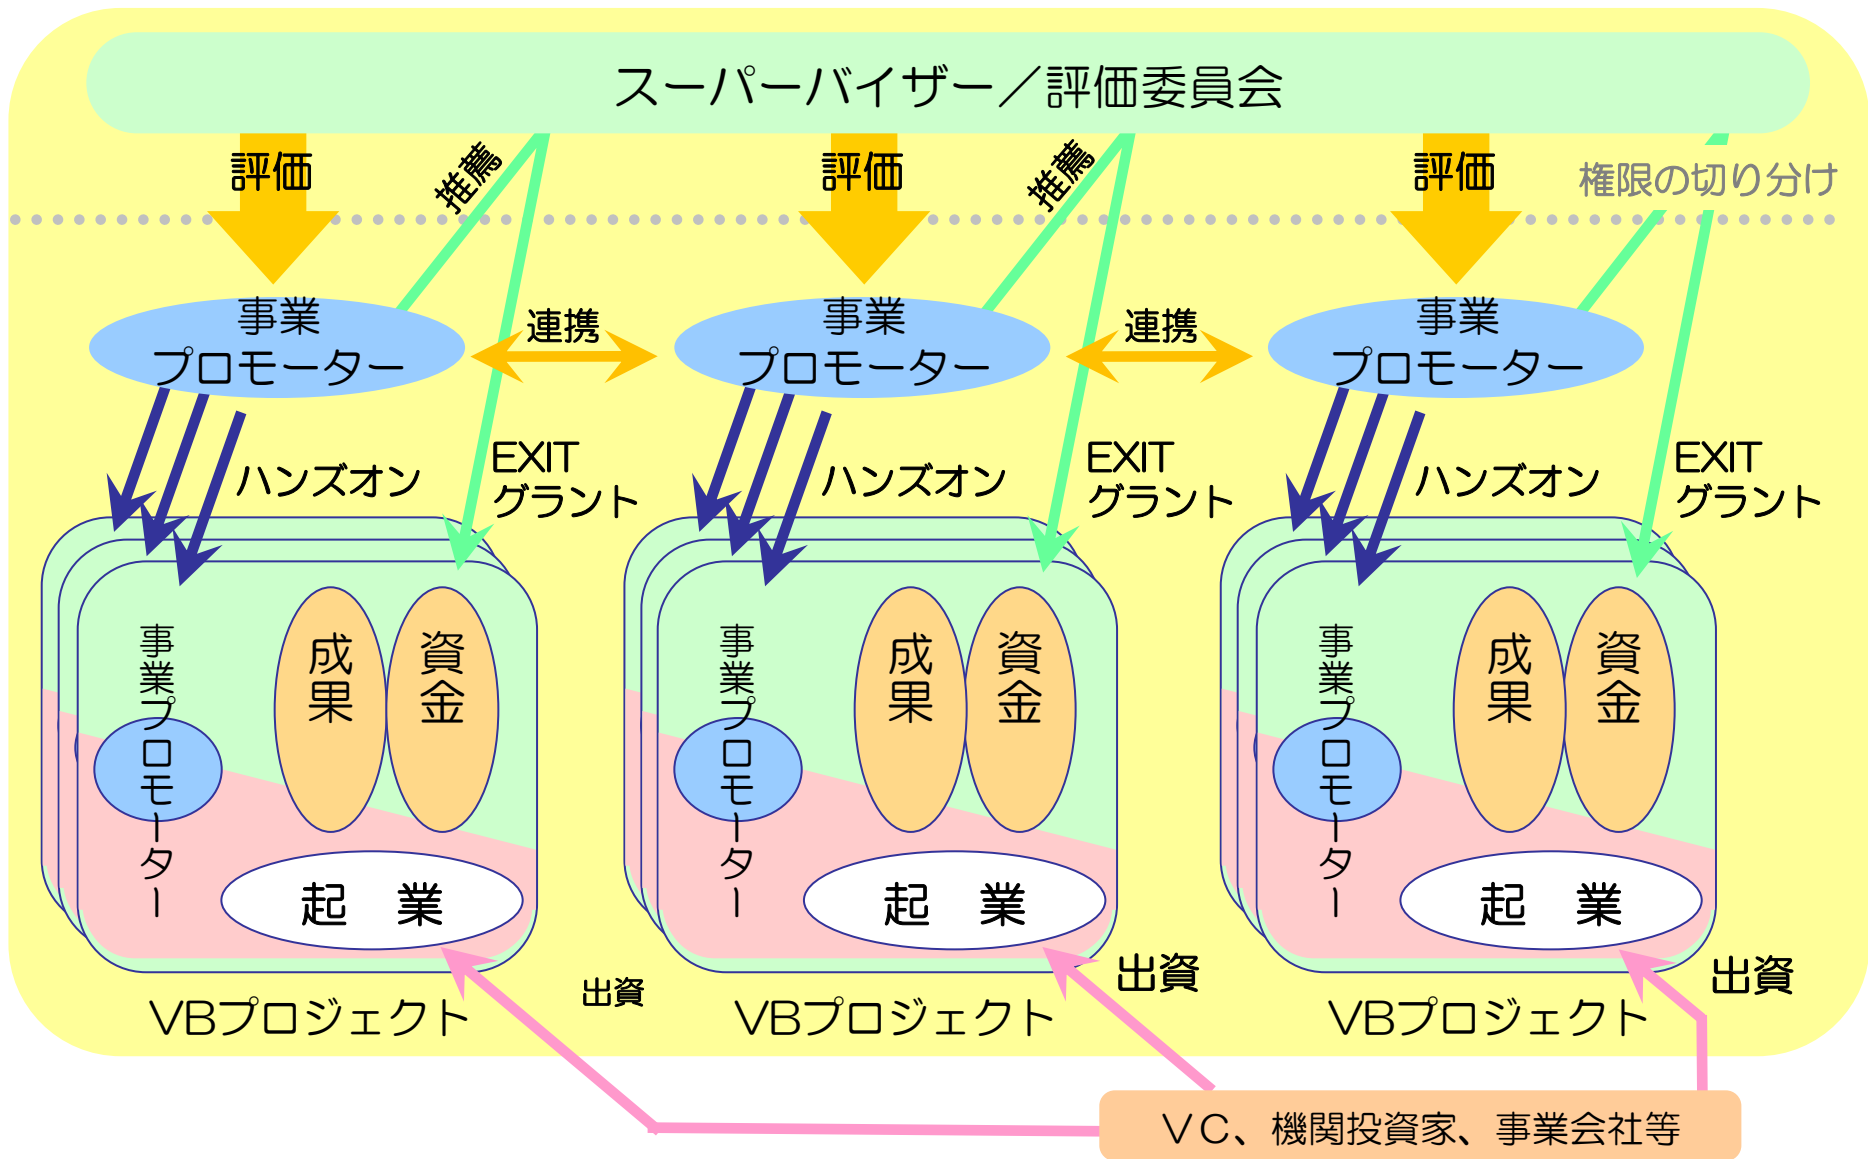 スーパーバイザー／評価委員会
評価
推薦
評価
推薦
評価
権限の切り分け
事業
プロモーター
連携
事業
プロモーター
連携
事業
プロモーター
ハンズオン
EXIT
グラント
ハンズオン
EXIT
グラント
ハンズオン
EXIT
グラント
事業プロモーター
成果
資金
起　業
事業プロモーター
成果
資金
起　業
事業プロモーター
成果
資金
起　業
VBプロジェクト
出資
VBプロジェクト
出資
VBプロジェクト
出資
ＶＣ、機関投資家、事業会社等